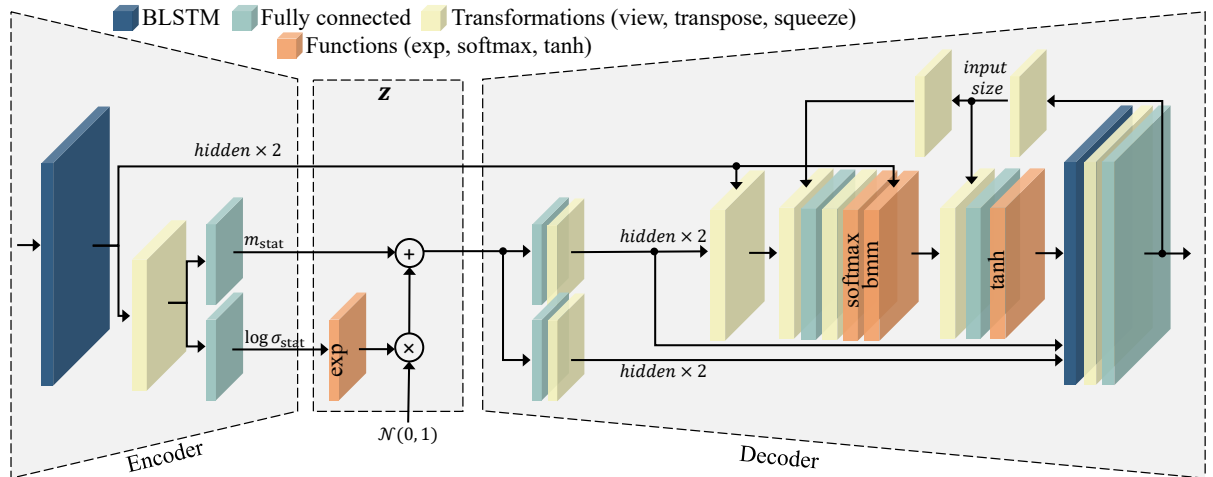 BLSTM Fully connected Transformations (view, transpose, squeeze)
Functions (exp, softmax, tanh)
z
input
size
hidden × 2
m_stat
hidden × 2
softmax
bmm
tanh
log σ_stat
exp
hidden × 2
𝒩(0, 1)
Encoder
Decoder